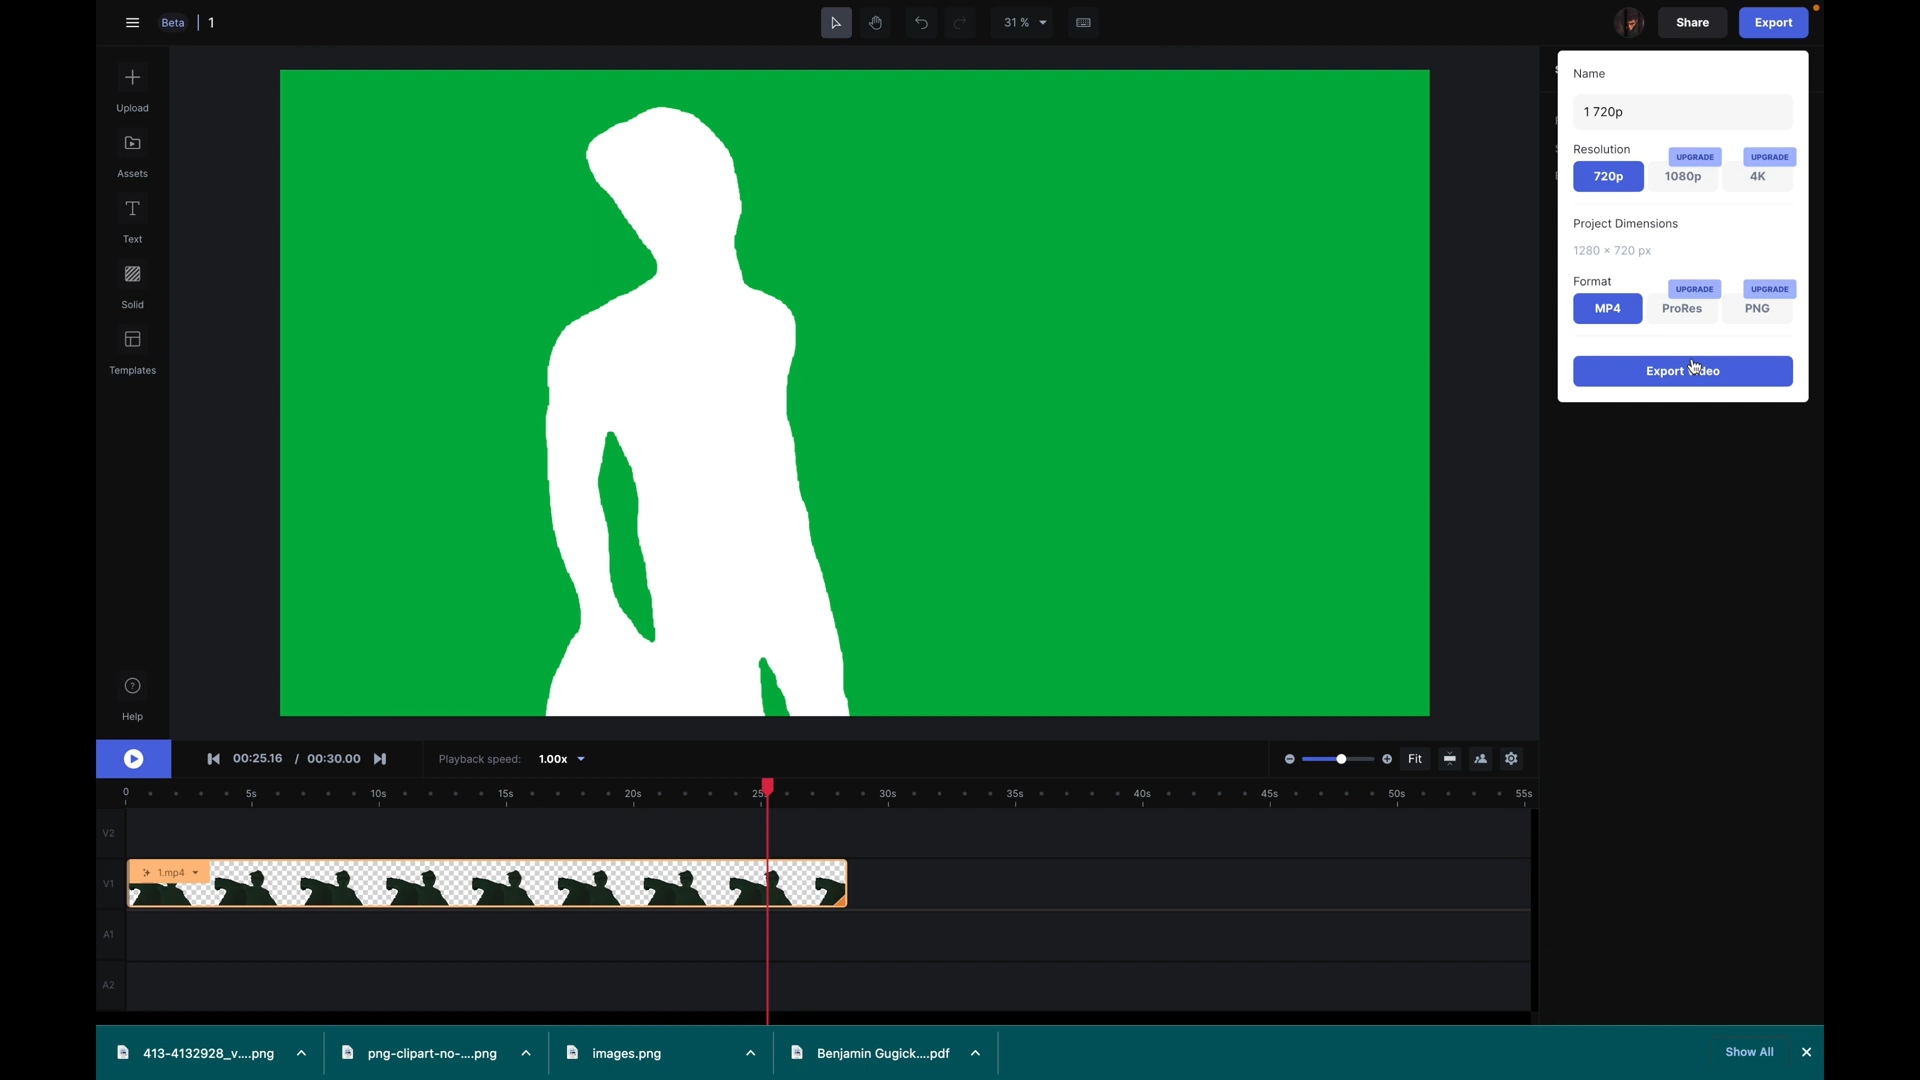 Beta | 1
31 %
Share
Export
Upload
Assets
Text
Solid
Templates
Help
Name
1 720p
Resolution
UPGRADE UPGRADE
720p 1080p 4K
Project Dimensions
1280 × 720 px
Format
UPGRADE UPGRADE
MP4 ProRes PNG
Export
00:25.16 / 00:30.00
Playback speed: 1.00x
Fit
0 5s 10s 15s 20s 30s 35s 40s 45s 50s 55s
V2
V1
1.mp4
A1
A2
413-4132928_v....png
png-clipart-no-....png
images.png
Benjamin Gugick....pdf
Show All